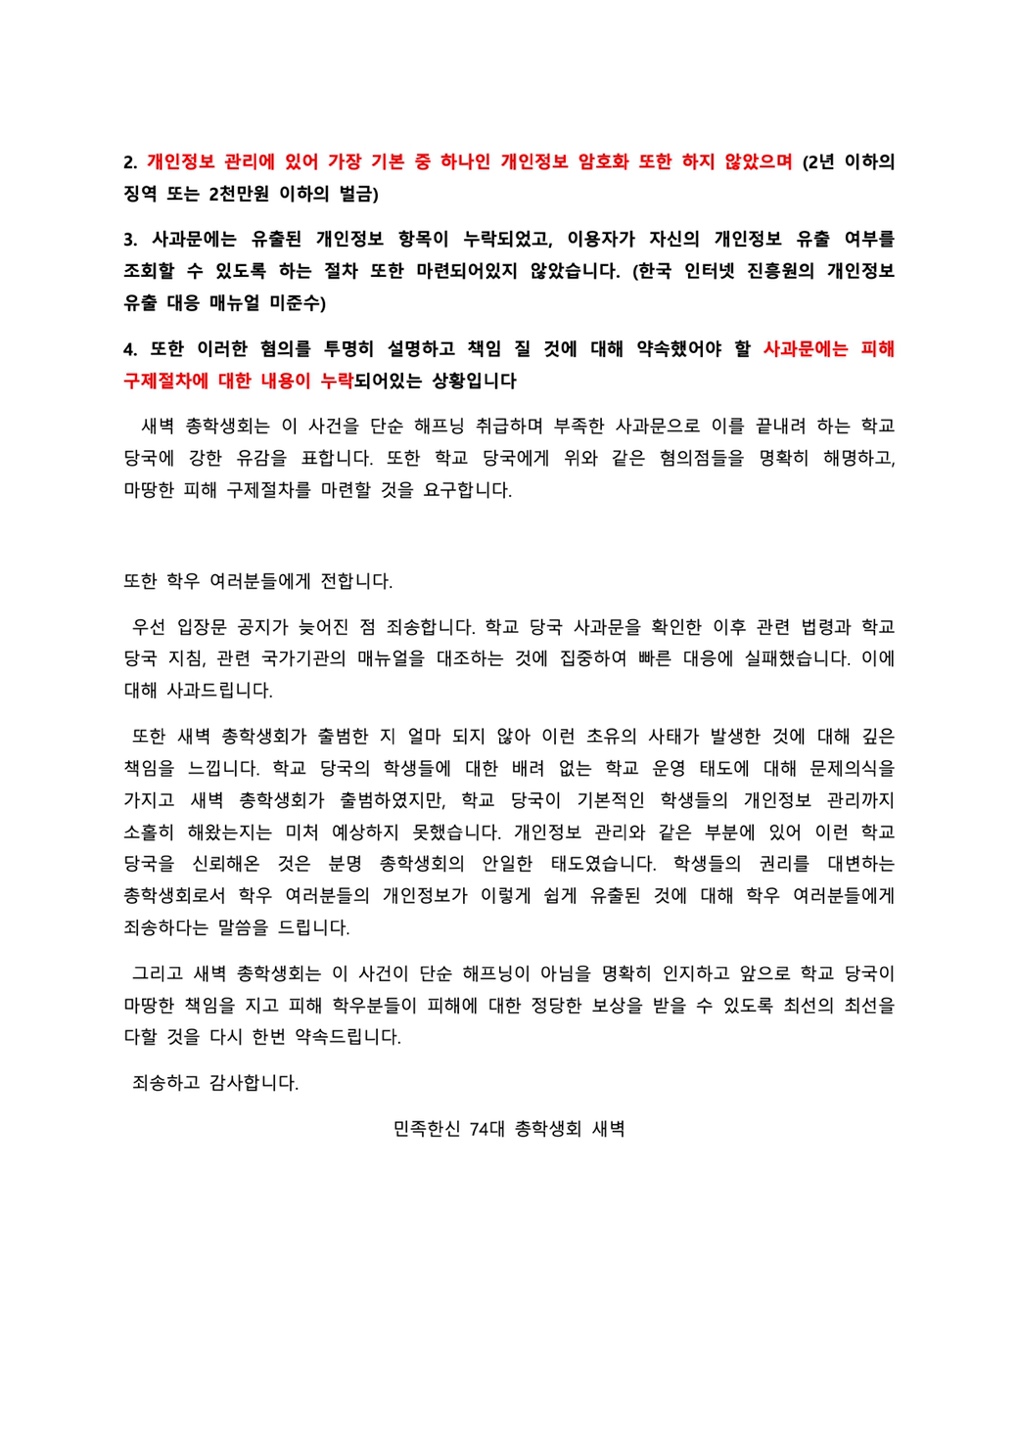 2. 개인정보 관리에 있어 가장 기본 중 하나인 개인정보 암호화 또한 하지 않았으며 (2년 이하의
징역 또는 2천만원 이하의 벌금)
3. 사과문에는 유출된 개인정보 항목이 누락되었고, 이용자가 자신의 개인정보 유출 여부를
조회할 수 있도록 하는 절차 또한 마련되어있지 않았습니다. (한국 인터넷 진흥원의 개인정보
유출 대응 매뉴얼 미준수)
4. 또한 이러한 혐의를 투명히 설명하고 책임 질 것에 대해 약속했어야 할 사과문에는 피해
구제절차에 대한 내용이 누락되어있는 상황입니다
새벽 총학생회는 이 사건을 단순 해프닝 취급하며 부족한 사과문으로 이를 끝내려 하는 학교
당국에 강한 유감을 표합니다. 또한 학교 당국에게 위와 같은 혐의점들을 명확히 해명하고,
마땅한 피해 구제절차를 마련할 것을 요구합니다.
또한 학우 여러분들에게 전합니다.
우선 입장문 공지가 늦어진 점 죄송합니다. 학교 당국 사과문을 확인한 이후 관련 법령과 학교
당국 지침, 관련 국가기관의 매뉴얼을 대조하는 것에 집중하여 빠른 대응에 실패했습니다. 이에
대해 사과드립니다.
또한 새벽 총학생회가 출범한 지 얼마 되지 않아 이런 초유의 사태가 발생한 것에 대해 깊은
책임을 느낍니다. 학교 당국의 학생들에 대한 배려 없는 학교 운영 태도에 대해 문제의식을
가지고 새벽 총학생회가 출범하였지만, 학교 당국이 기본적인 학생들의 개인정보 관리까지
소홀히 해왔는지는 미처 예상하지 못했습니다. 개인정보 관리와 같은 부분에 있어 이런 학교
당국을 신뢰해온 것은 분명 총학생회의 안일한 태도였습니다. 학생들의 권리를 대변하는
총학생회로서 학우 여러분들의 개인정보가 이렇게 쉽게 유출된 것에 대해 학우 여러분들에게
죄송하다는 말씀을 드립니다.
그리고 새벽 총학생회는 이 사건이 단순 해프닝이 아님을 명확히 인지하고 앞으로 학교 당국이
마땅한 책임을 지고 피해 학우분들이 피해에 대한 정당한 보상을 받을 수 있도록 최선의 최선을
다할 것을 다시 한번 약속드립니다.
죄송하고 감사합니다.
민족한신 74대 총학생회 새벽